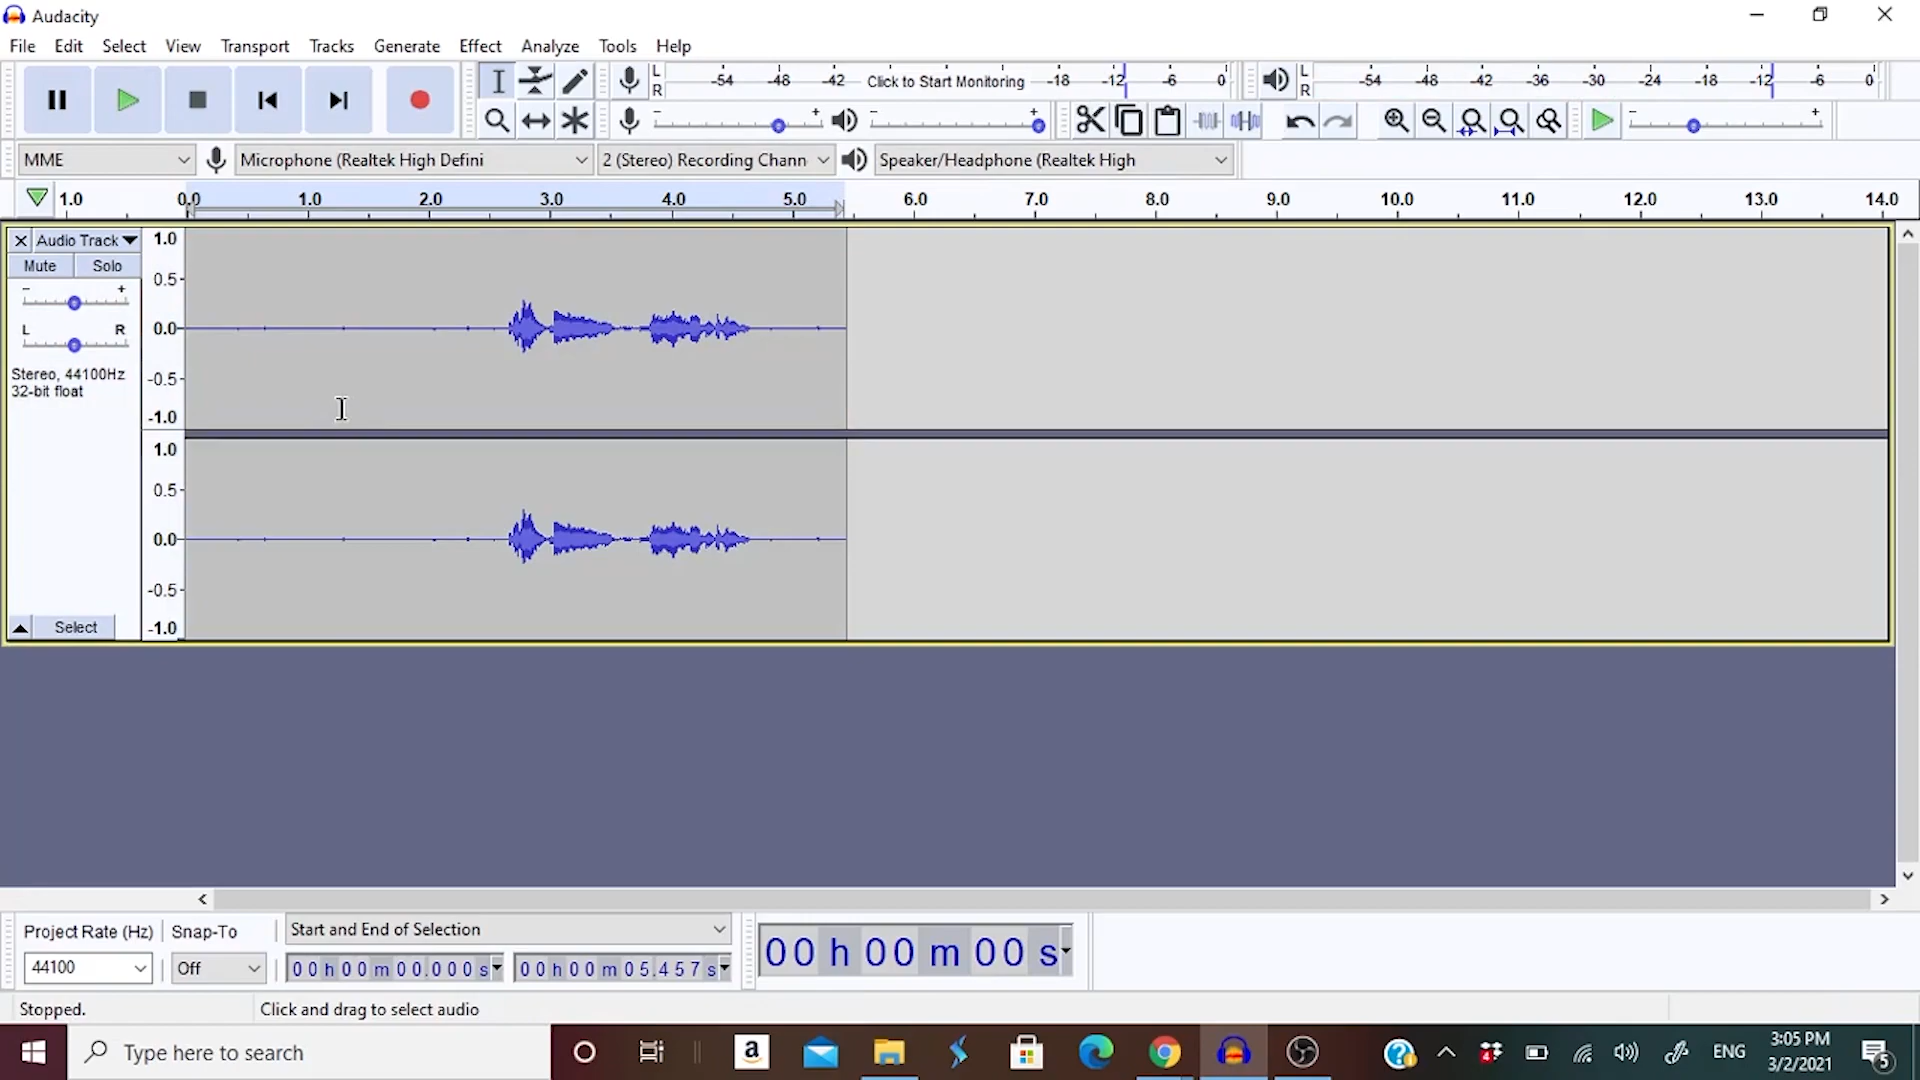 Audacity
File Edit Select View Transport Tracks Generate Effect Analyze Tools Help
L R -54 -48 -42 Click to Start Monitoring -18 -12 -6 0 L R -54 -48 -42 -36 -30 -24 -18 -12 -6 0
- + - + - +
MME Microphone (Realtek High Defini 2 (Stereo) Recording Chann Speaker/Headphone (Realtek High
1.0 0.0 1.0 2.0 3.0 4.0 5.0 6.0 7.0 8.0 9.0 10.0 11.0 12.0 13.0 14.0
Audio Track 1.0
Mute Solo
- + 0.5
L R 0.0
Stereo, 44100Hz -0.5
32-bit float
-1.0
1.0
0.5
0.0
-0.5
Select -1.0
Project Rate (Hz) Snap-To Start and End of Selection
44100 Off 00 h 00 m 00.000 s 00 h 00 m 05.457 s 00 h 00 m 00 s
Stopped. Click and drag to select audio
Type here to search a 4 ENG 3:05 PM
3/2/2021 5